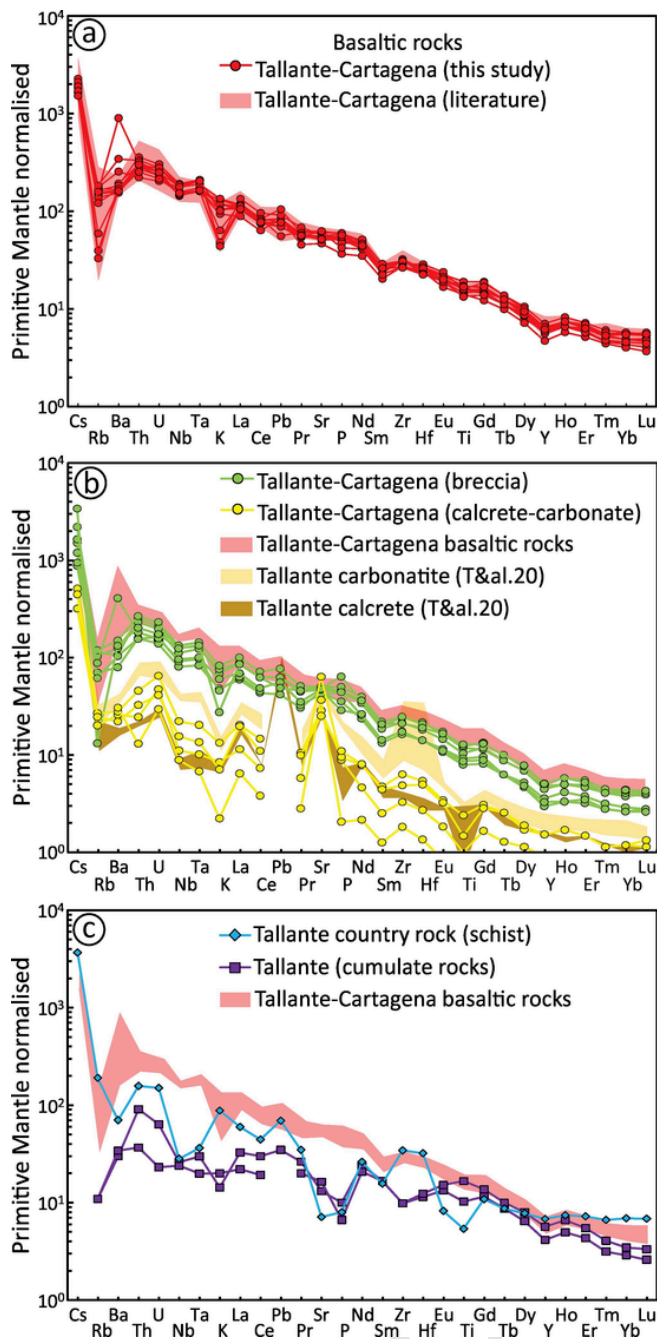 a
Basaltic rocks
Tallante-Cartagena (this study)
Tallante-Cartagena (literature)
Primitive Mantle normalised
10⁴
10³
10²
10¹
10⁰
Cs Ba U Ta La Pb Sr Nd Zr Eu Gd Dy Ho Tm Lu
Rb Th Nb K Ce Pr P Sm Hf Ti Tb Y Er Yb
b
Tallante-Cartagena (breccia)
Tallante-Cartagena (calcrete-carbonate)
Tallante-Cartagena basaltic rocks
Tallante carbonatite (T&al.20)
Tallante calcrete (T&al.20)
Primitive Mantle normalised
10⁴
10³
10²
10¹
10⁰
Cs Ba U Ta La Pb Sr Nd Zr Eu Gd Dy Ho Tm Lu
Rb Th Nb K Ce Pr P Sm Hf Ti Tb Y Er Yb
c
Tallante country rock (schist)
Tallante (cumulate rocks)
Tallante-Cartagena basaltic rocks
Primitive Mantle normalised
10⁴
10³
10²
10¹
10⁰
Cs Ba U Ta La Pb Sr Nd Zr Eu Gd Dy Ho Tm Lu
Rb Th Nb K Ce Pr P Sm Hf Ti Tb Y Er Yb